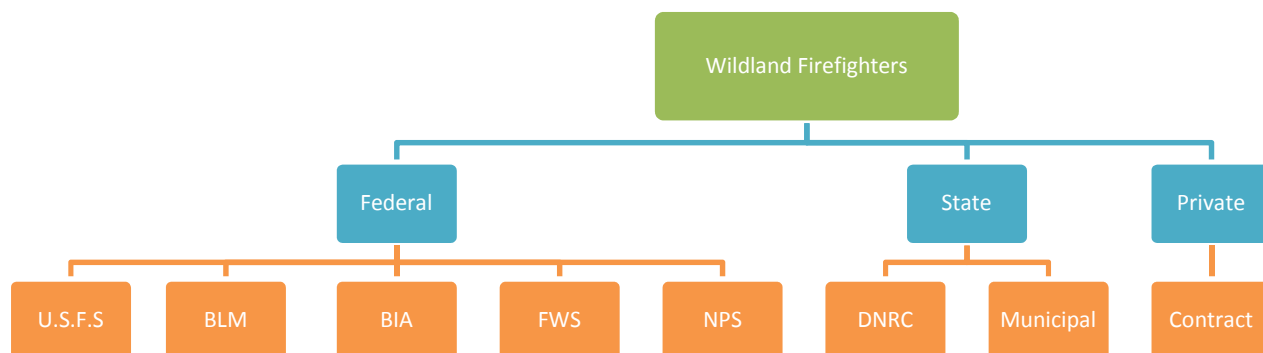 Wildland Firefighters
Federal
State
Private
U.S.F.S
BLM
BIA
FWS
NPS
DNRC
Municipal
Contract